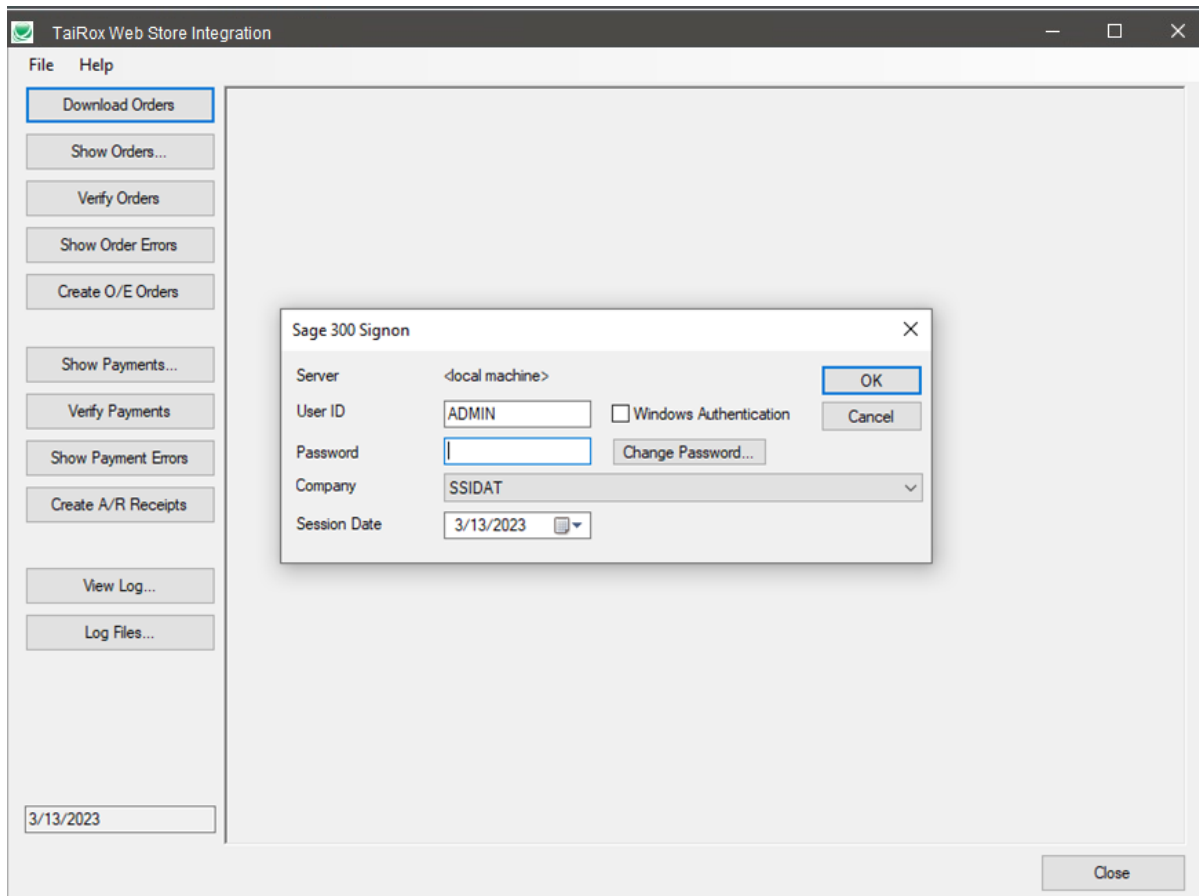 TaiRox Web Store Integration
File Help
Download Orders
Show Orders...
Verify Orders
Show Order Errors
Create O/E Orders
Show Payments...
Verify Payments
Show Payment Errors
Create A/R Receipts
View Log...
Log Files...
3/13/2023
Sage 300 Signon
Server <local machine>
OK
User ID ADMIN Windows Authentication
Cancel
Password Change Password...
Company SSIDAT
Session Date 3/13/2023
Close